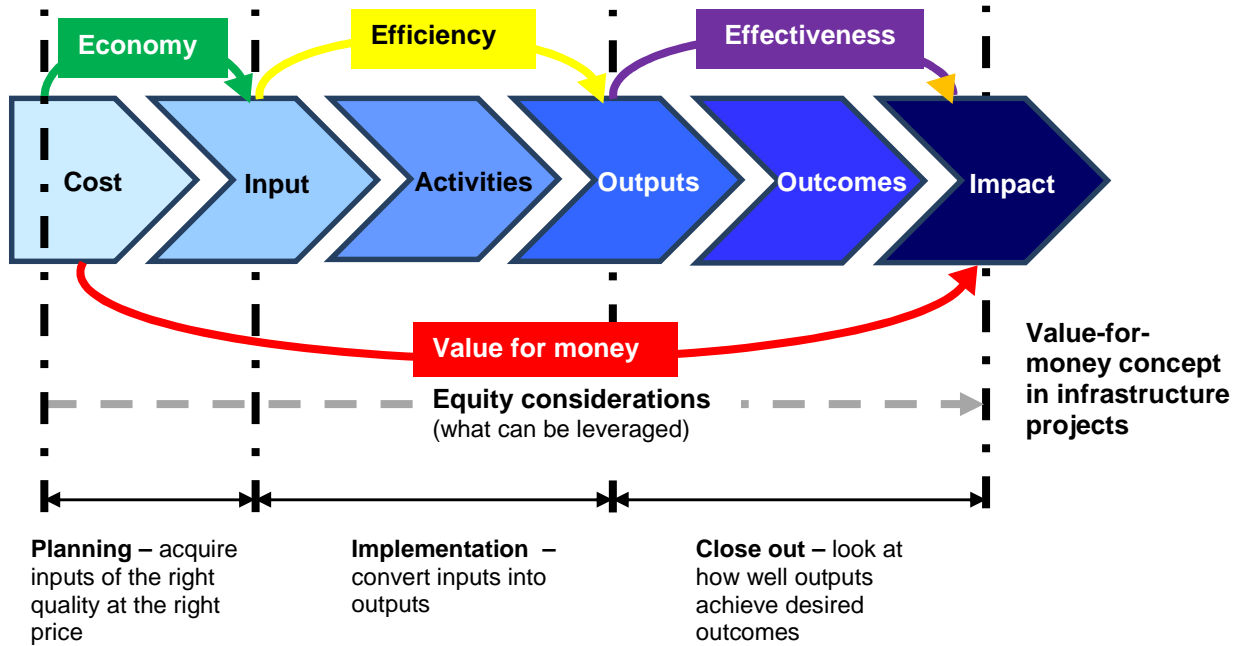 Economy
Efficiency
Effectiveness
Cost
Input
Activities
Outputs
Outcomes
Impact
Value for money
Equity considerations
(what can be leveraged)
Value-for-
money concept
in infrastructure
projects
Planning – acquire
inputs of the right
quality at the right
price
Implementation –
convert inputs into
outputs
Close out – look at
how well outputs
achieve desired
outcomes